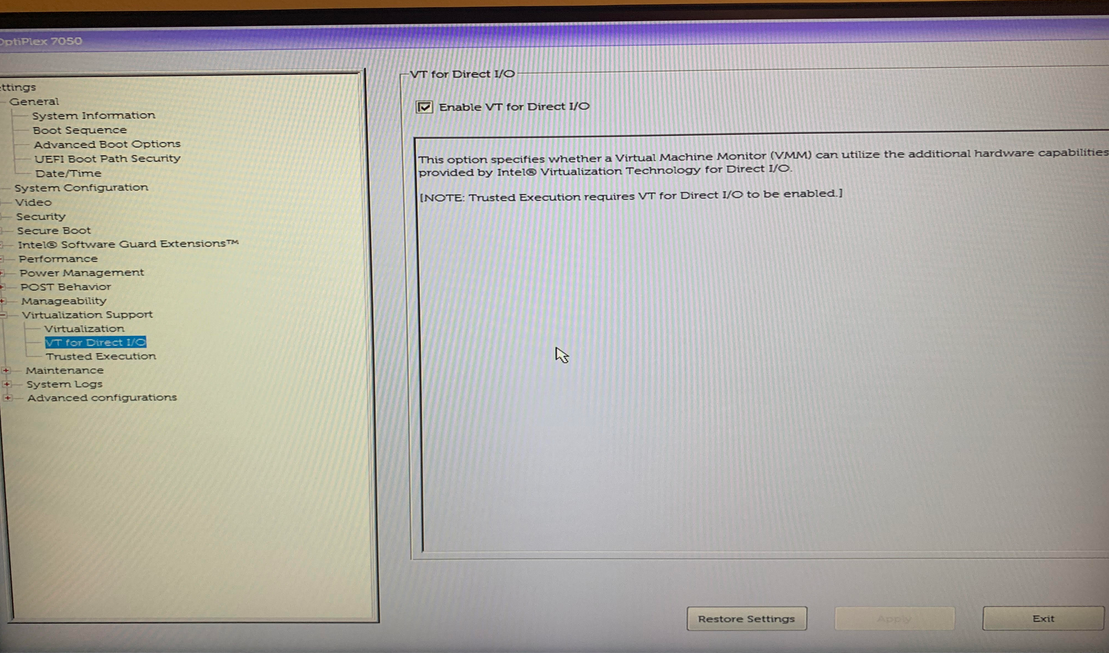 OptiPlex 7050
ttings
General
System Information
Boot Sequence
Advanced Boot Options
UEFI Boot Path Security
Date/Time
System Configuration
Video
Security
Secure Boot
Intel® Software Guard Extensions™
Performance
Power Management
POST Behavior
Manageability
Virtualization Support
Virtualization
VT for Direct I/O
Trusted Execution
Maintenance
System Logs
Advanced configurations
VT for Direct I/O
Enable VT for Direct I/O
This option specifies whether a Virtual Machine Monitor (VMM) can utilize the additional hardware capabilities
provided by Intel® Virtualization Technology for Direct I/O.
[NOTE: Trusted Execution requires VT for Direct I/O to be enabled.]
Restore Settings
Apply
Exit